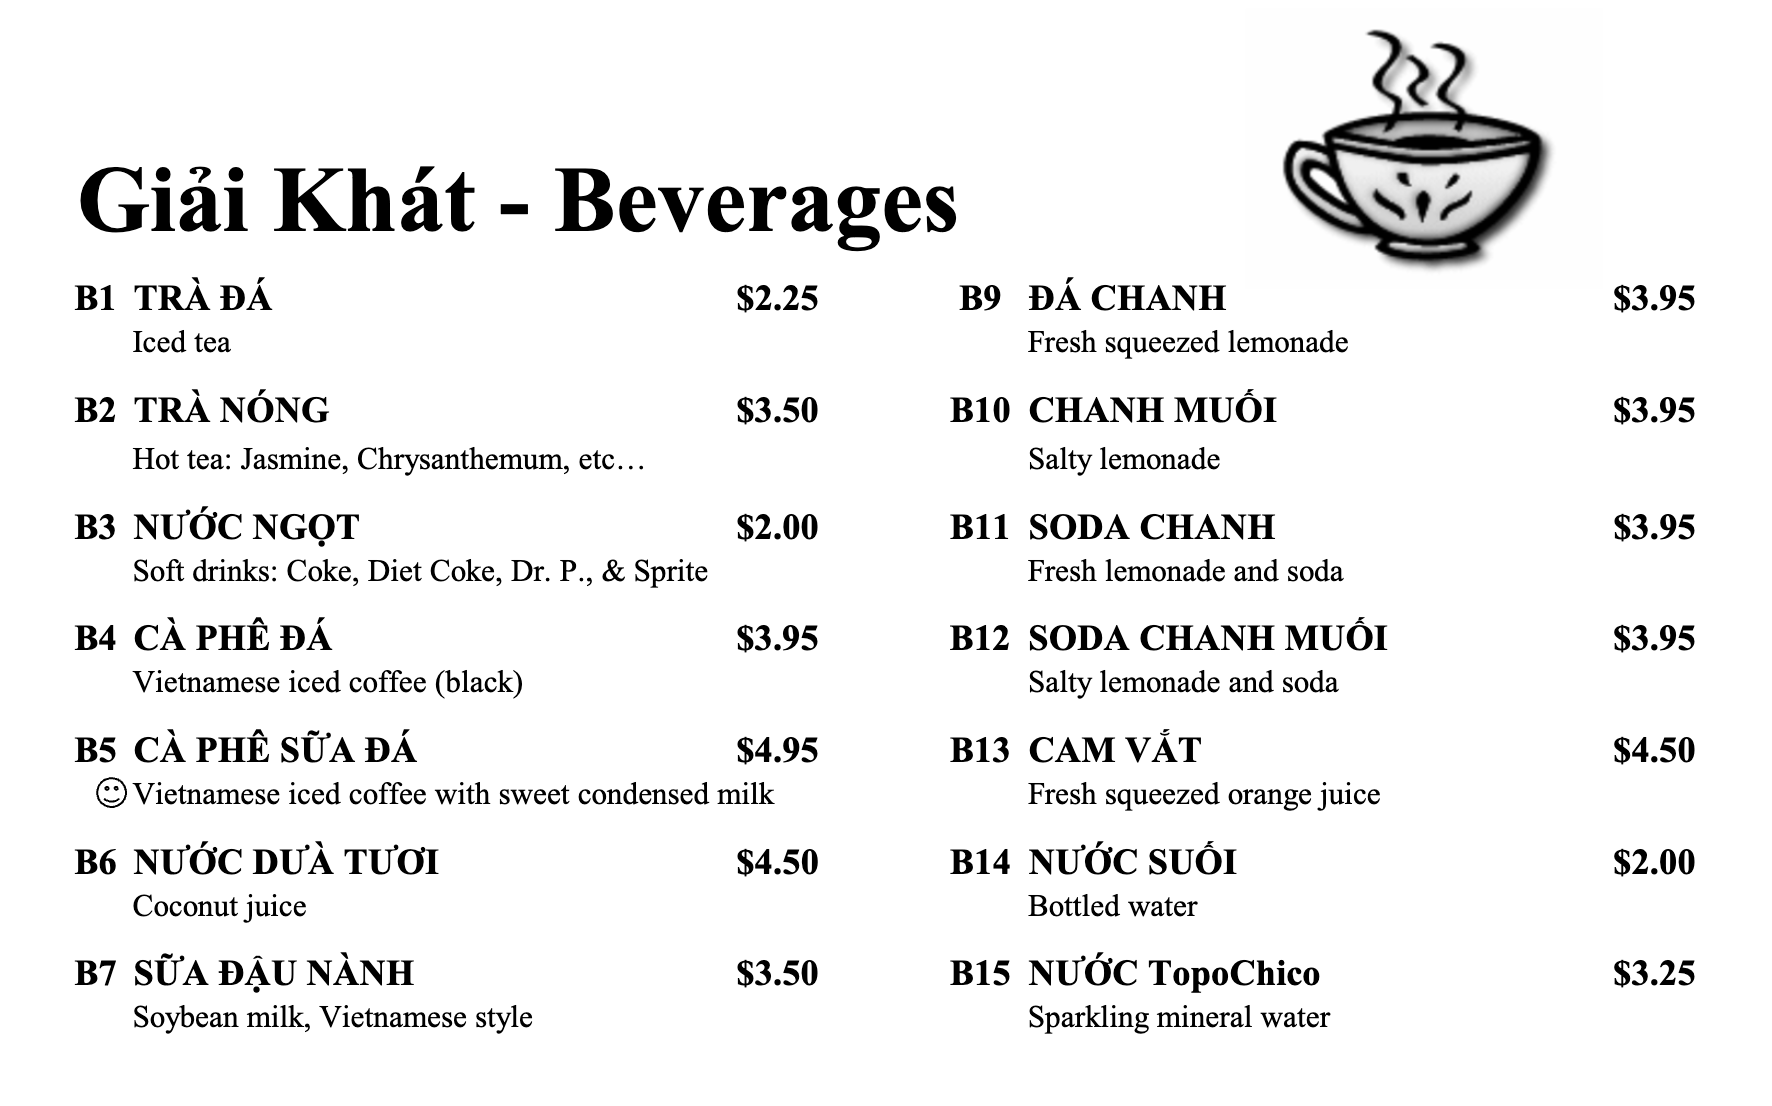 Giải Khát - Beverages
B1 TRÀ ĐÁ $2.25
Iced tea
B2 TRÀ NÓNG $3.50
Hot tea: Jasmine, Chrysanthemum, etc…
B3 NƯỚC NGỌT $2.00
Soft drinks: Coke, Diet Coke, Dr. P., & Sprite
B4 CÀ PHÊ ĐÁ $3.95
Vietnamese iced coffee (black)
B5 CÀ PHÊ SỮA ĐÁ $4.95
☺Vietnamese iced coffee with sweet condensed milk
B6 NƯỚC DƯÀ TƯƠI $4.50
Coconut juice
B7 SỮA ĐẬU NÀNH $3.50
Soybean milk, Vietnamese style
B9 ĐÁ CHANH $3.95
Fresh squeezed lemonade
B10 CHANH MUỐI $3.95
Salty lemonade
B11 SODA CHANH $3.95
Fresh lemonade and soda
B12 SODA CHANH MUỐI $3.95
Salty lemonade and soda
B13 CAM VẮT $4.50
Fresh squeezed orange juice
B14 NƯỚC SUỐI $2.00
Bottled water
B15 NƯỚC TopoChico $3.25
Sparkling mineral water